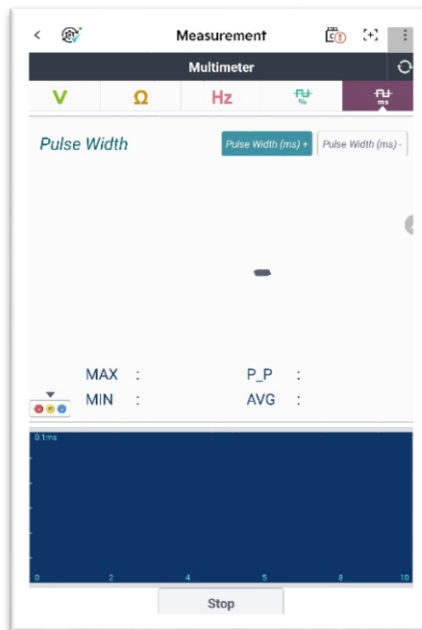 Measurement
Multimeter
V Ω Hz % ms
Pulse Width Pulse Width (ms) + Pulse Width (ms) -
MAX : P_P :
MIN : AVG :
0.1ms
0 2 4 5 8 10
Stop